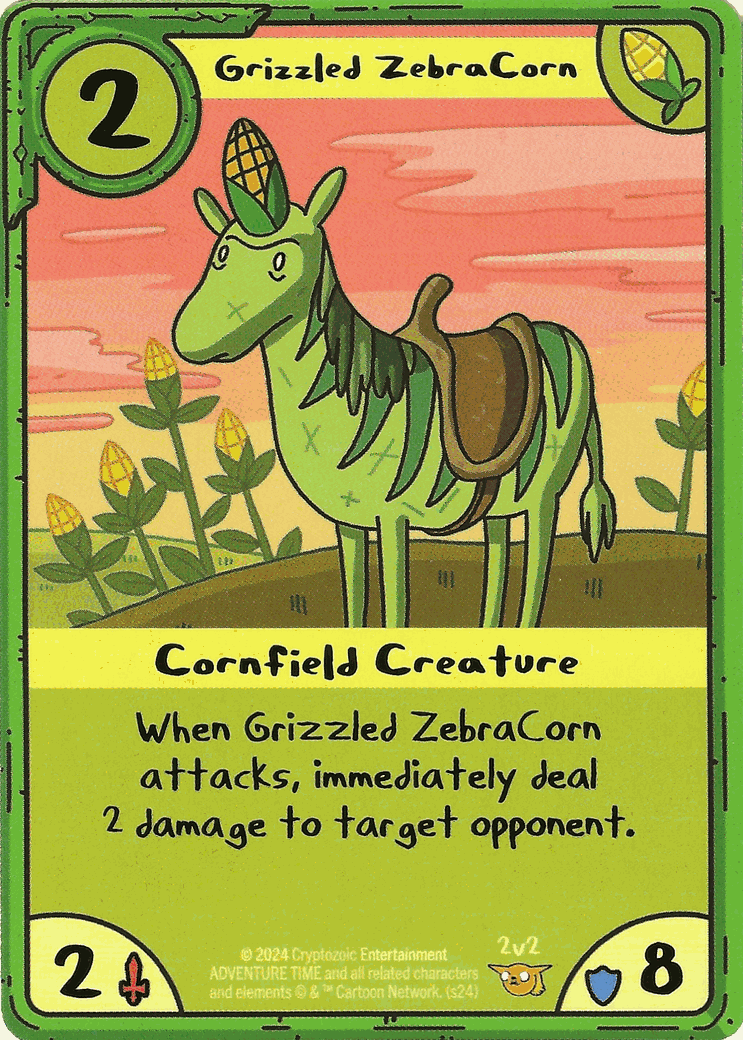 2
Grizzled ZebraCorn
Cornfield Creature
When Grizzled ZebraCorn
attacks, immediately deal
2 damage to target opponent.
2
© 2024 Cryptozoic Entertainment
ADVENTURE TIME and all related characters
and elements © & ™ Cartoon Network. (s24)
2v2
8